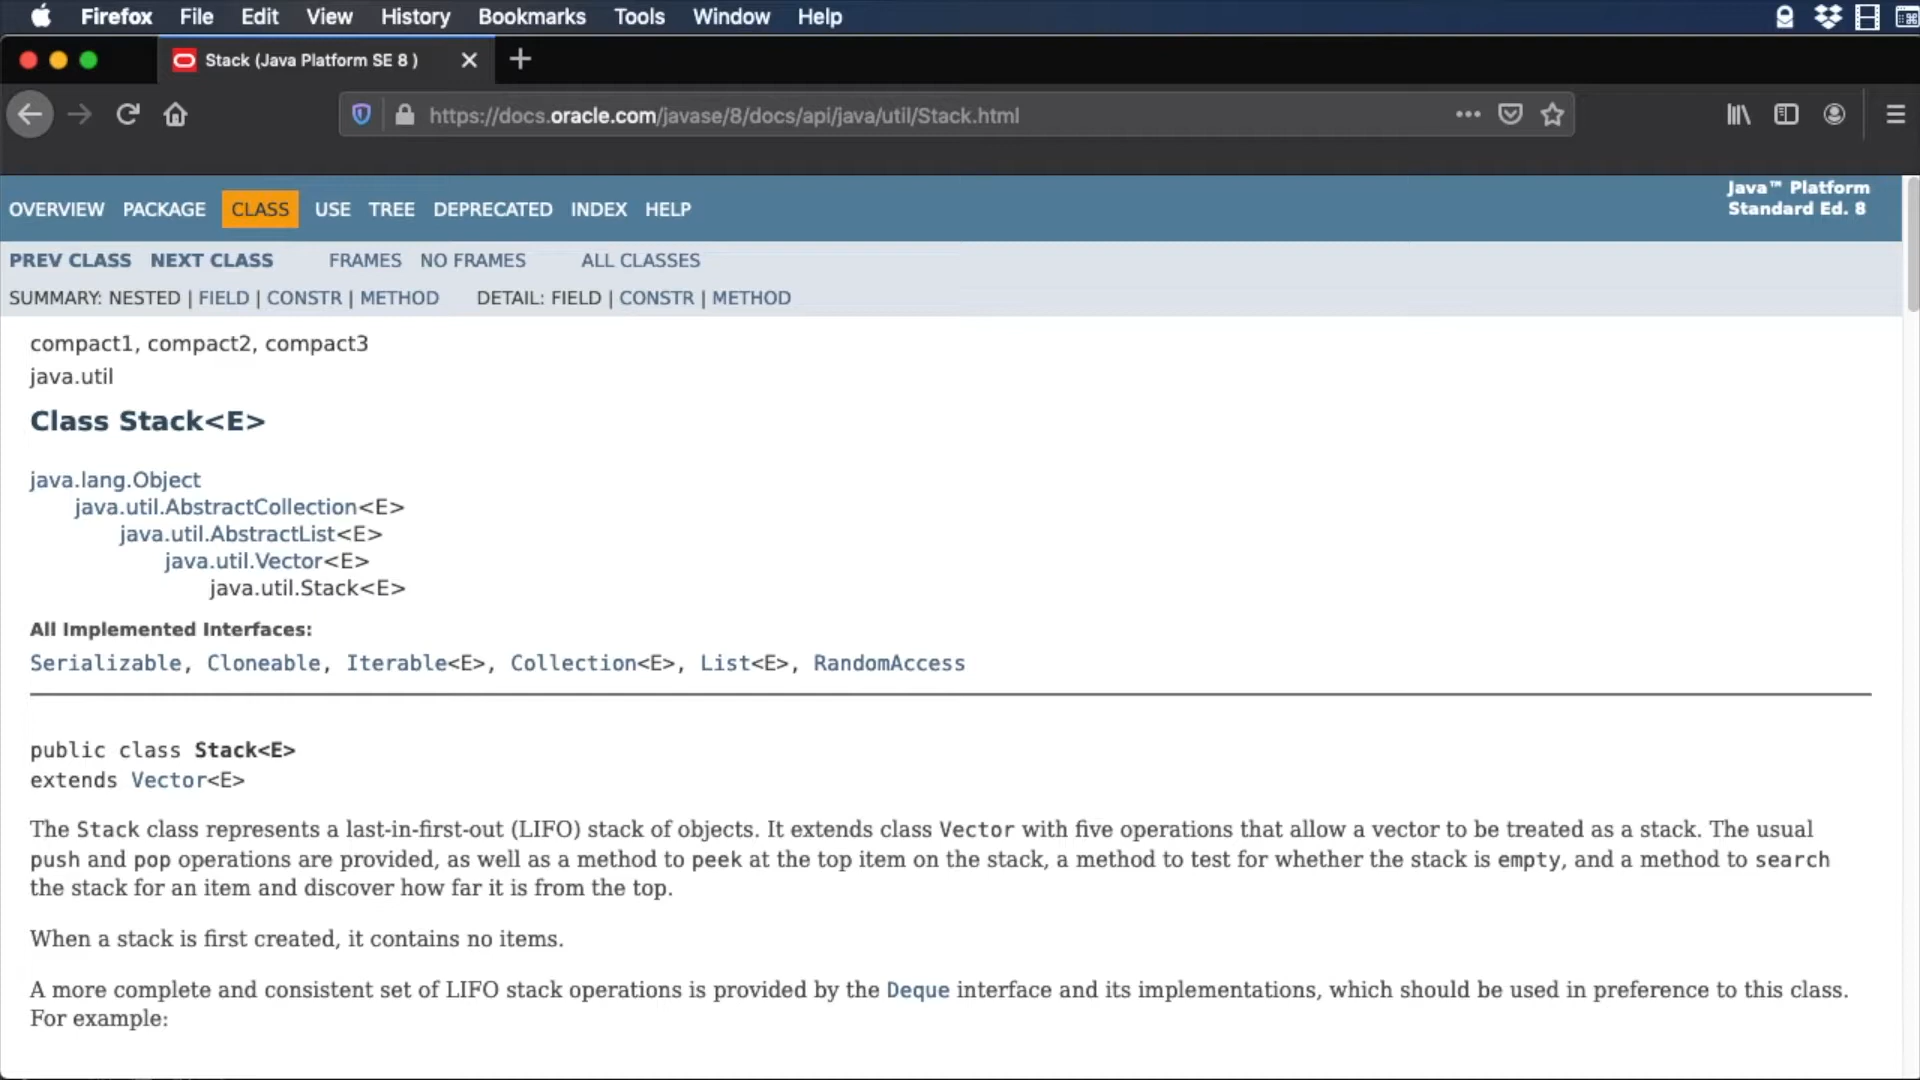 Firefox File Edit View History Bookmarks Tools Window Help
Stack (Java Platform SE 8 )
https://docs.oracle.com/javase/8/docs/api/java/util/Stack.html
OVERVIEW PACKAGE CLASS USE TREE DEPRECATED INDEX HELP
Java™ Platform
Standard Ed. 8
PREV CLASS NEXT CLASS FRAMES NO FRAMES ALL CLASSES
SUMMARY: NESTED | FIELD | CONSTR | METHOD DETAIL: FIELD | CONSTR | METHOD
compact1, compact2, compact3
java.util
Class Stack<E>
java.lang.Object
java.util.AbstractCollection<E>
java.util.AbstractList<E>
java.util.Vector<E>
java.util.Stack<E>
All Implemented Interfaces:
Serializable, Cloneable, Iterable<E>, Collection<E>, List<E>, RandomAccess
public class Stack<E>
extends Vector<E>
The Stack class represents a last-in-first-out (LIFO) stack of objects. It extends class Vector with five operations that allow a vector to be treated as a stack. The usual
push and pop operations are provided, as well as a method to peek at the top item on the stack, a method to test for whether the stack is empty, and a method to search
the stack for an item and discover how far it is from the top.
When a stack is first created, it contains no items.
A more complete and consistent set of LIFO stack operations is provided by the Deque interface and its implementations, which should be used in preference to this class.
For example: